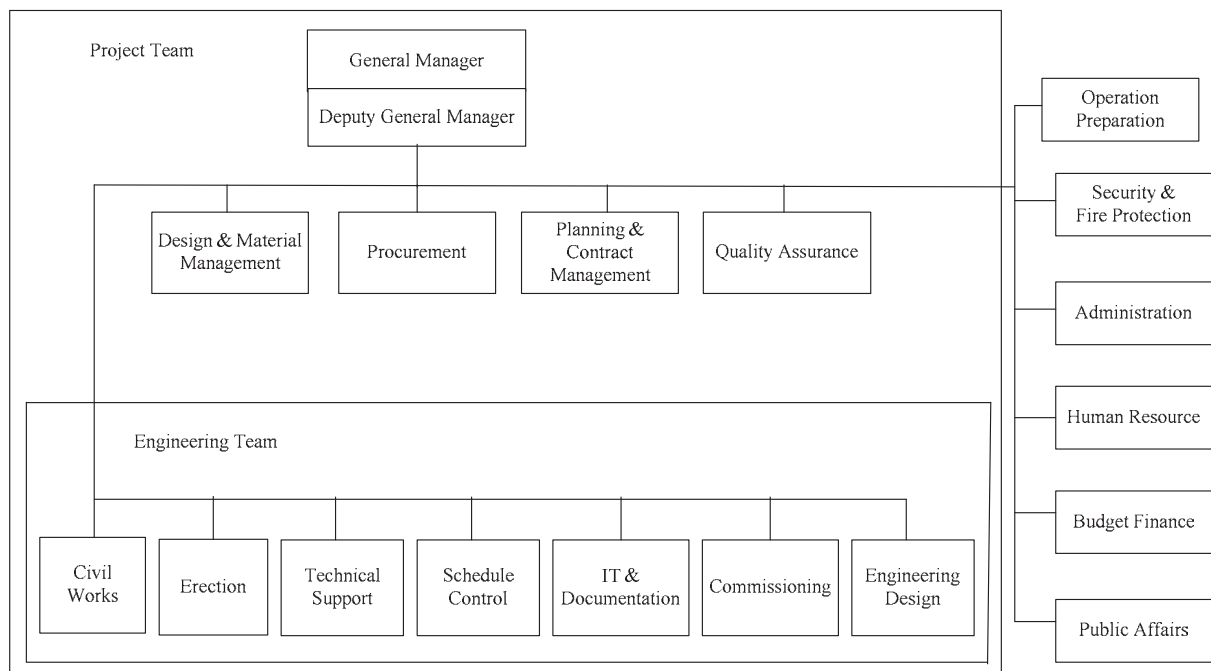 Project Team
General Manager
Deputy General Manager
Operation
Preparation
Security &
Fire Protection
Design & Material
Management
Procurement
Planning &
Contract
Management
Quality Assurance
Administration
Human Resource
Engineering Team
Budget Finance
Civil
Works
Erection
Technical
Support
Schedule
Control
IT &
Documentation
Commissioning
Engineering
Design
Public Affairs